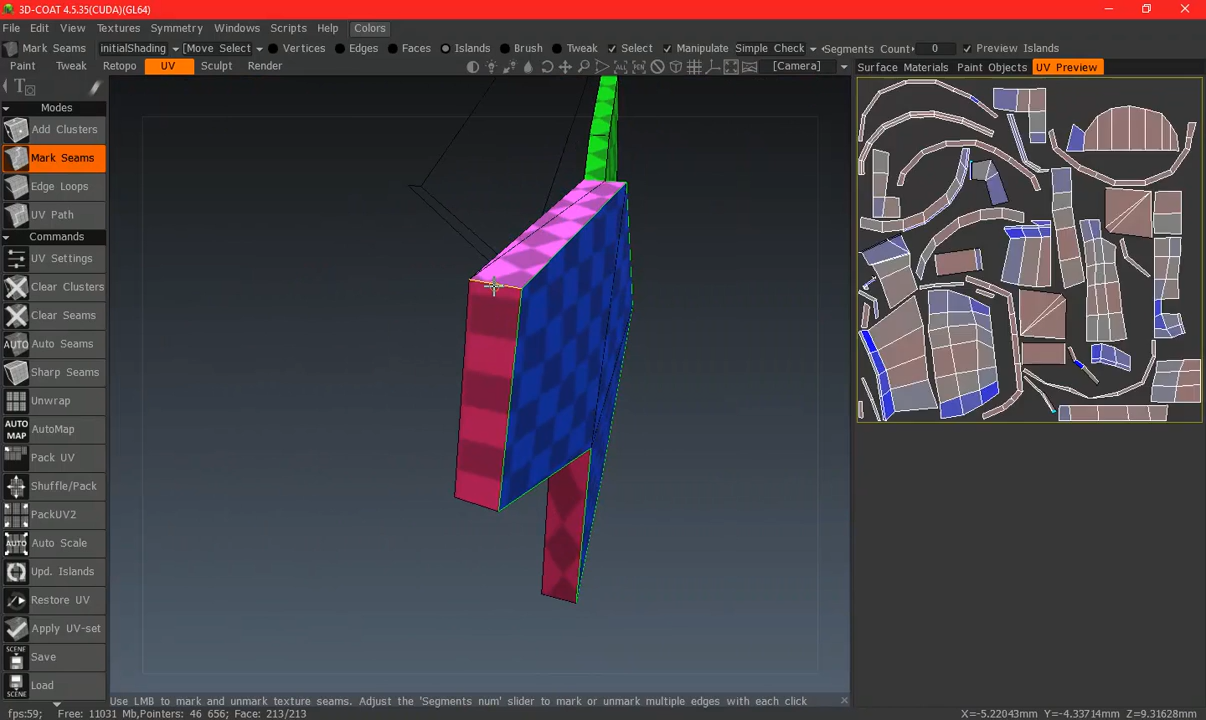 3D-COAT 4.5.35(CUDA)(GL64)
File Edit View Textures Symmetry Windows Scripts Help Colors
Mark Seams initialShading [Move Select Vertices Edges Faces Islands Brush Tweak Select Manipulate Simple Check Segments Count: 0 Preview Islands
Paint Tweak Retopo UV Sculpt Render [Camera] Surface Materials Paint Objects UV Preview
Modes
Add Clusters
Mark Seams
Edge Loops
UV Path
Commands
UV Settings
Clear Clusters
Clear Seams
AUTO Auto Seams
Sharp Seams
Unwrap
AUTO MAP AutoMap
Pack UV
Shuffle/Pack
PackUV2
AUTO Auto Scale
Upd. Islands
Restore UV
Apply UV-set
SCENE Save
SCENE Load
Use LMB to mark and unmark texture seams. Adjust the 'Segments num' slider to mark or unmark multiple edges with each click
fps:59; Free: 11031 Mb,Pointers: 46 656; Face: 213/213 X=-5.22043mm Y=-4.33714mm Z=9.31628mm